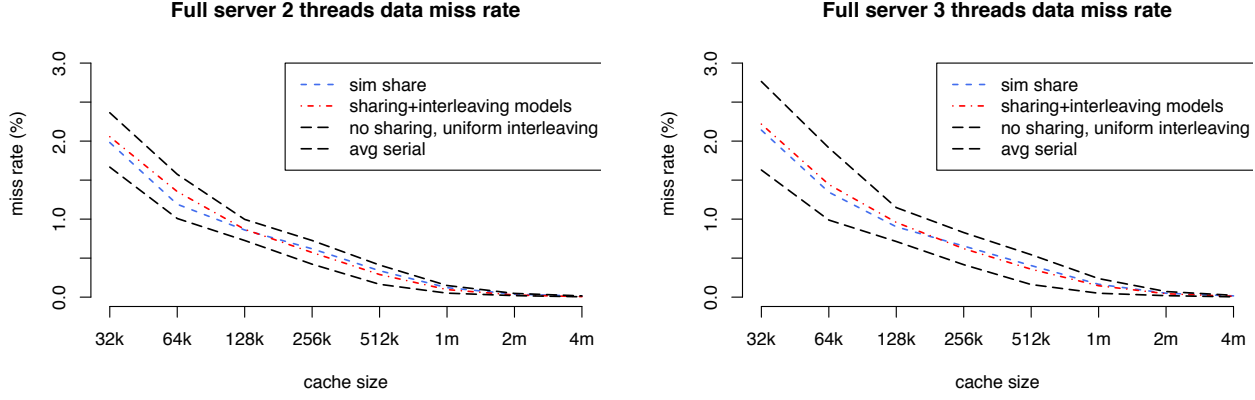 Full server 2 threads data miss rate
miss rate (%)
3.0
2.0
1.0
0.0
sim share
sharing+interleaving models
no sharing, uniform interleaving
avg serial
32k 64k 128k 256k 512k 1m 2m 4m
cache size
Full server 3 threads data miss rate
miss rate (%)
3.0
2.0
1.0
0.0
sim share
sharing+interleaving models
no sharing, uniform interleaving
avg serial
32k 64k 128k 256k 512k 1m 2m 4m
cache size